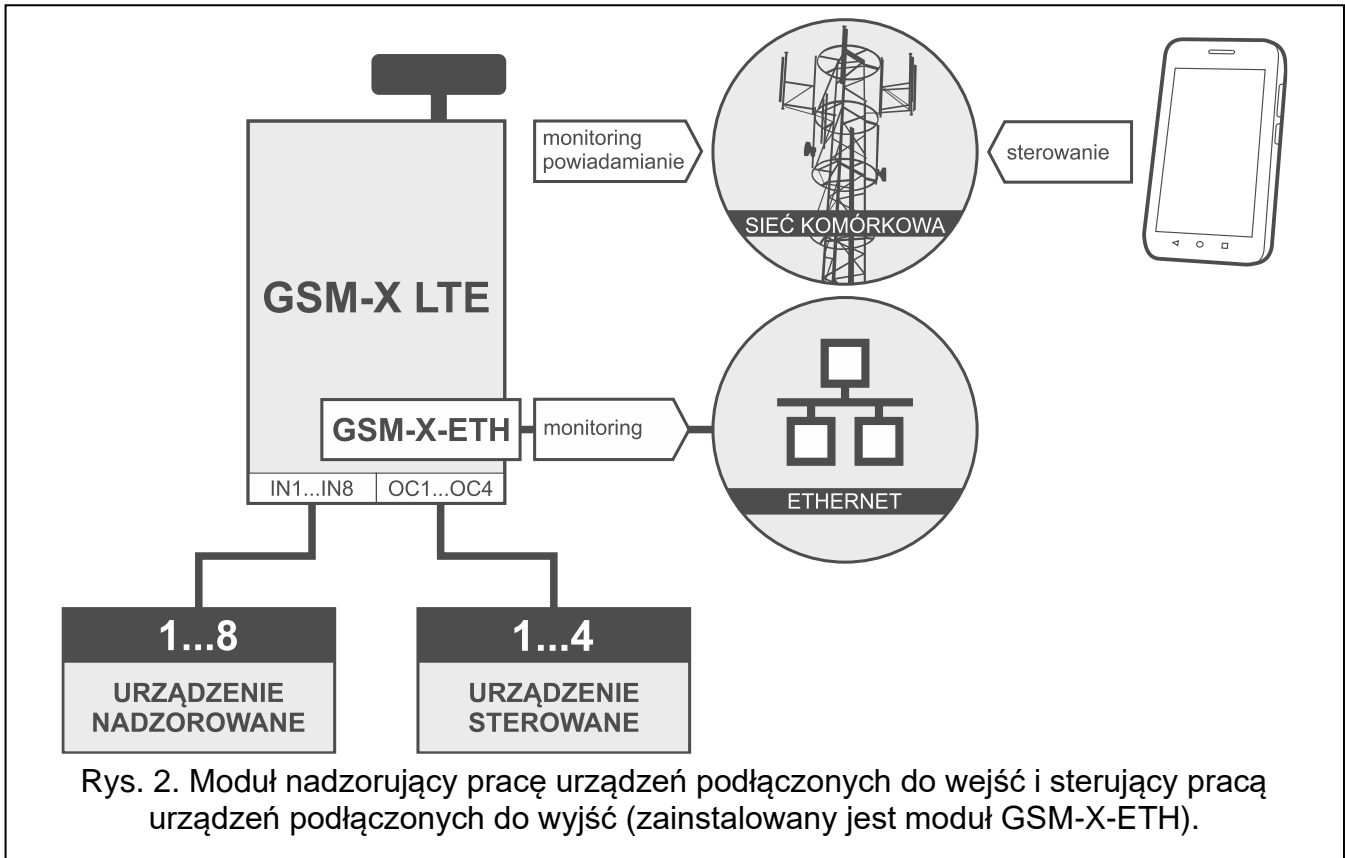 monitoring
powiadamianie
sterowanie
SIEĆ KOMÓRKOWA
GSM-X LTE
GSM-X-ETH
monitoring
IN1...IN8
OC1...OC4
ETHERNET
1...8
URZĄDZENIE
NADZOROWANE
1...4
URZĄDZENIE
STEROWANE
Rys. 2. Moduł nadzorujący pracę urządzeń podłączonych do wejść i sterujący pracą
urządzeń podłączonych do wyjść (zainstalowany jest moduł GSM-X-ETH).